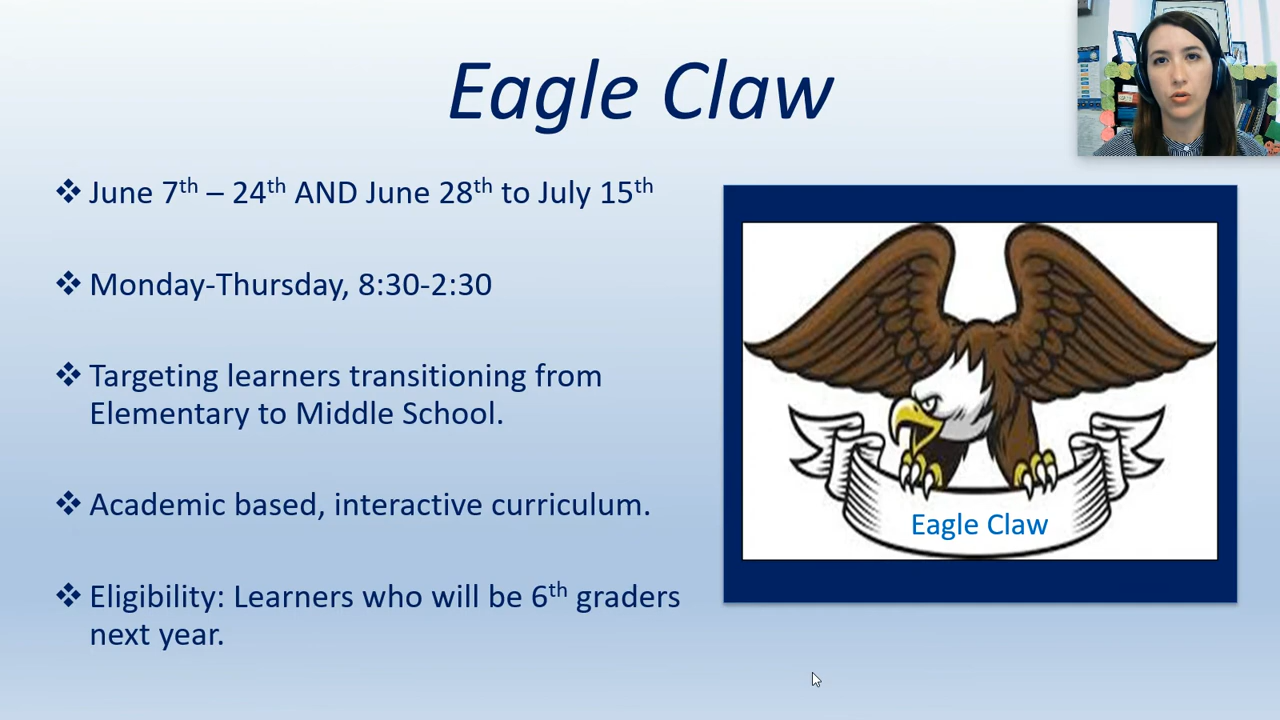 Eagle Claw
❖ June 7th – 24th AND June 28th to July 15th
❖ Monday-Thursday, 8:30-2:30
❖ Targeting learners transitioning from
Elementary to Middle School.
❖ Academic based, interactive curriculum.
❖ Eligibility: Learners who will be 6th graders
next year.
Eagle Claw